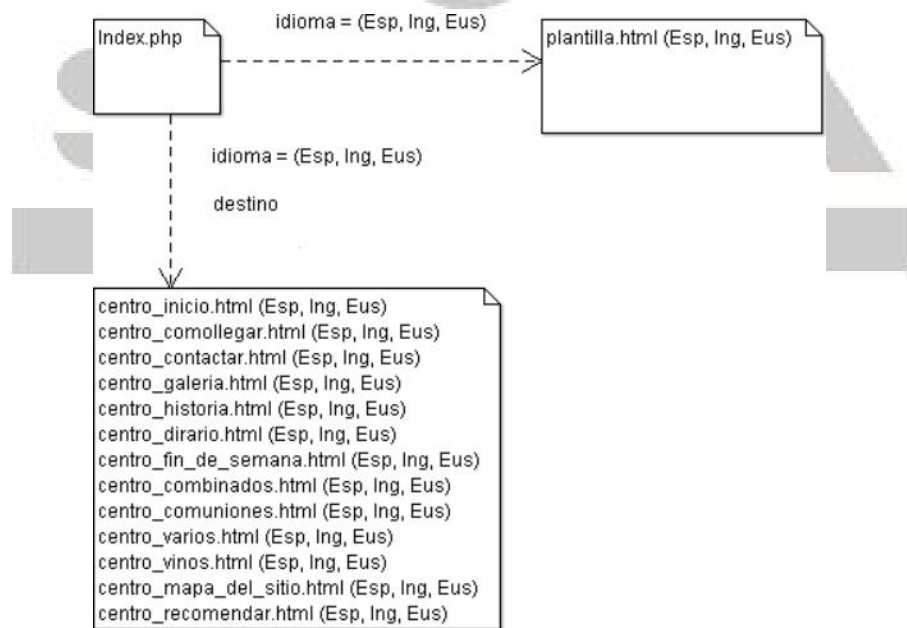 Index.php
idioma = (Esp, Ing, Eus)
plantilla.html (Esp, Ing, Eus)
idioma = (Esp, Ing, Eus)
destino
centro_inicio.html (Esp, Ing, Eus)
centro_comollegar.html (Esp, Ing, Eus)
centro_contactar.html (Esp, Ing, Eus)
centro_galeria.html (Esp, Ing, Eus)
centro_historia.html (Esp, Ing, Eus)
centro_dirario.html (Esp, Ing, Eus)
centro_fin_de_semana.html (Esp, Ing, Eus)
centro_combinados.html (Esp, Ing, Eus)
centro_comuniones.html (Esp, Ing, Eus)
centro_varios.html (Esp, Ing, Eus)
centro_vinos.html (Esp, Ing, Eus)
centro_mapa_del_sitio.html (Esp, Ing, Eus)
centro_recomendar.html (Esp, Ing, Eus)